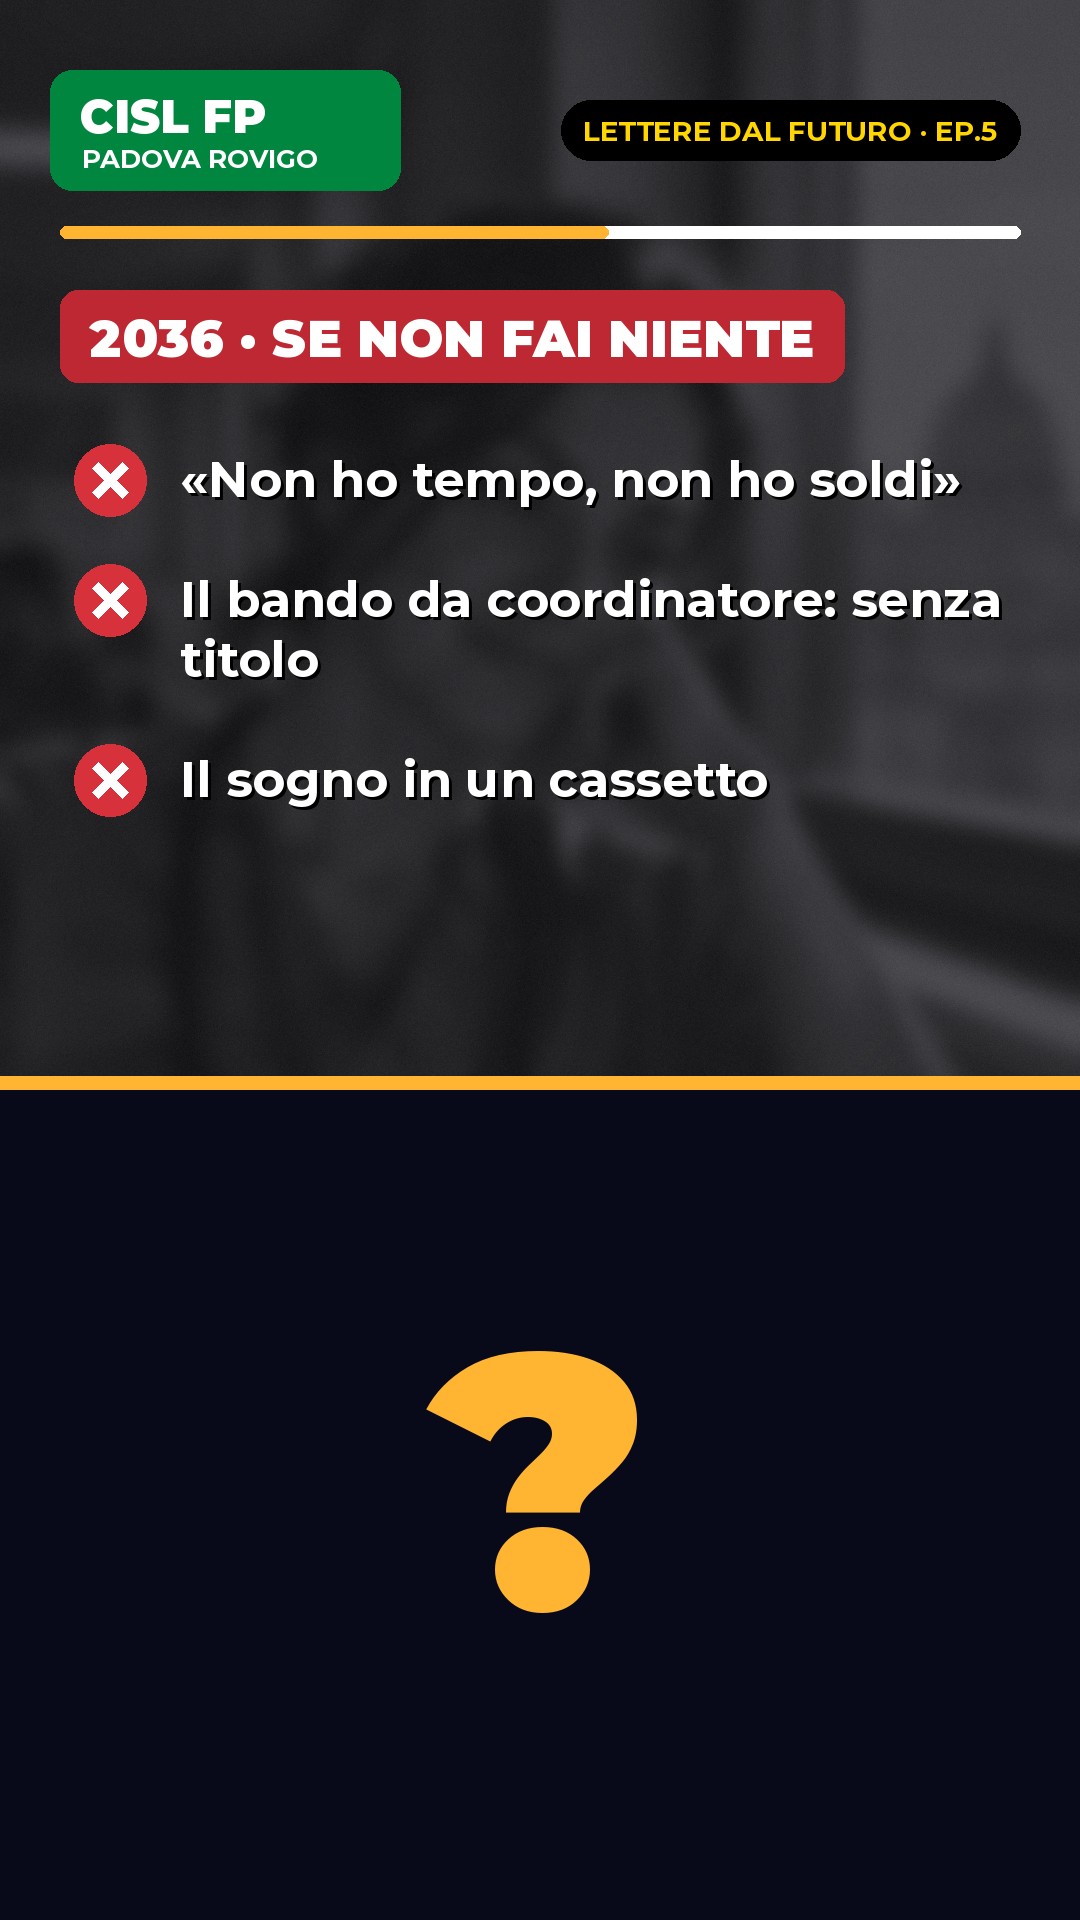 CISL FP
PADOVA ROVIGO
LETTERE DAL FUTURO · EP.5
2036 · SE NON FAI NIENTE
«Non ho tempo, non ho soldi»
Il bando da coordinatore: senza
titolo
Il sogno in un cassetto
?